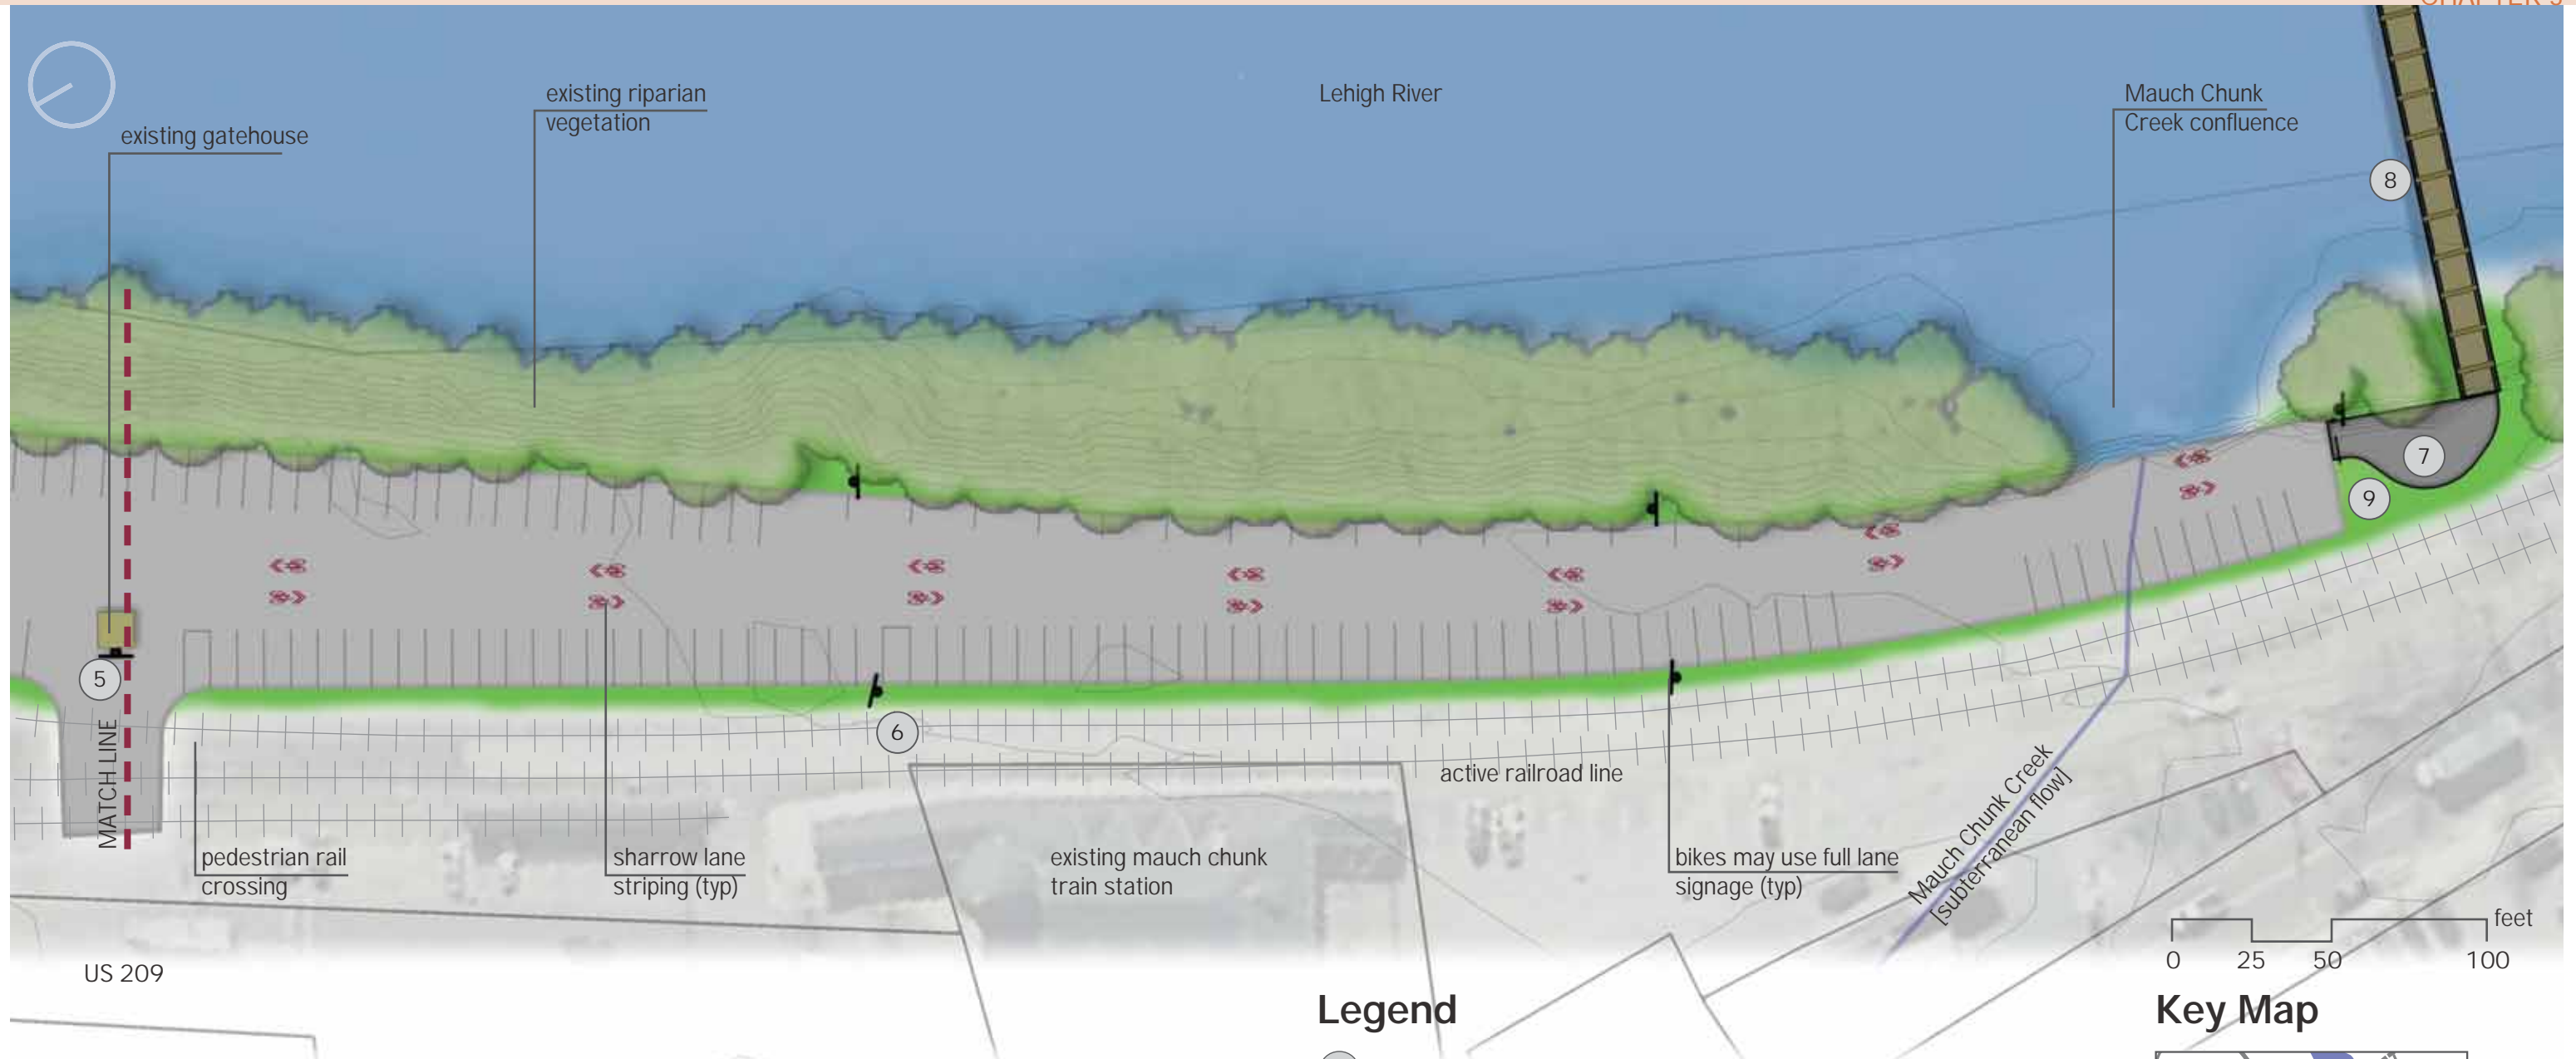 CHAPTER 5
existing gatehouse
existing riparian
vegetation
Lehigh River
Mauch Chunk
Creek confluence
8
7
9
5
MATCH LINE
6
active railroad line
pedestrian rail
crossing
sharrow lane
striping (typ)
existing mauch chunk
train station
bikes may use full lane
signage (typ)
Mauch Chunk Creek
[subterranean flow]
feet
0 25 50 100
US 209
Legend
Key Map